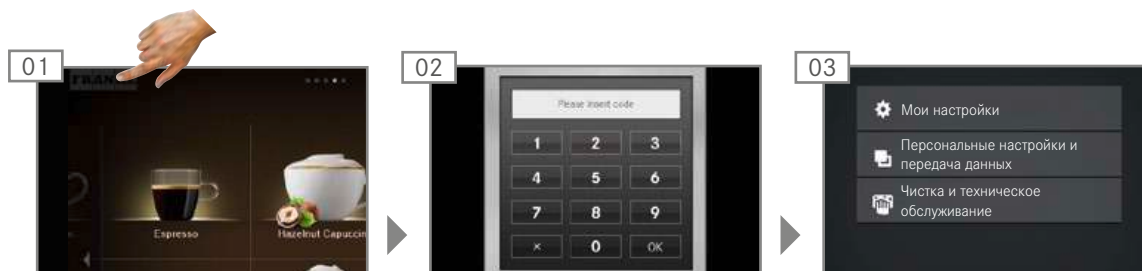 01
FRANKE
Espresso
Hazelnut Capuccin
02
Please insert code
1 2 3
4 5 6
7 8 9
× 0 OK
03
Мои настройки
Персональные настройки и
передача данных
Чистка и техническое
обслуживание